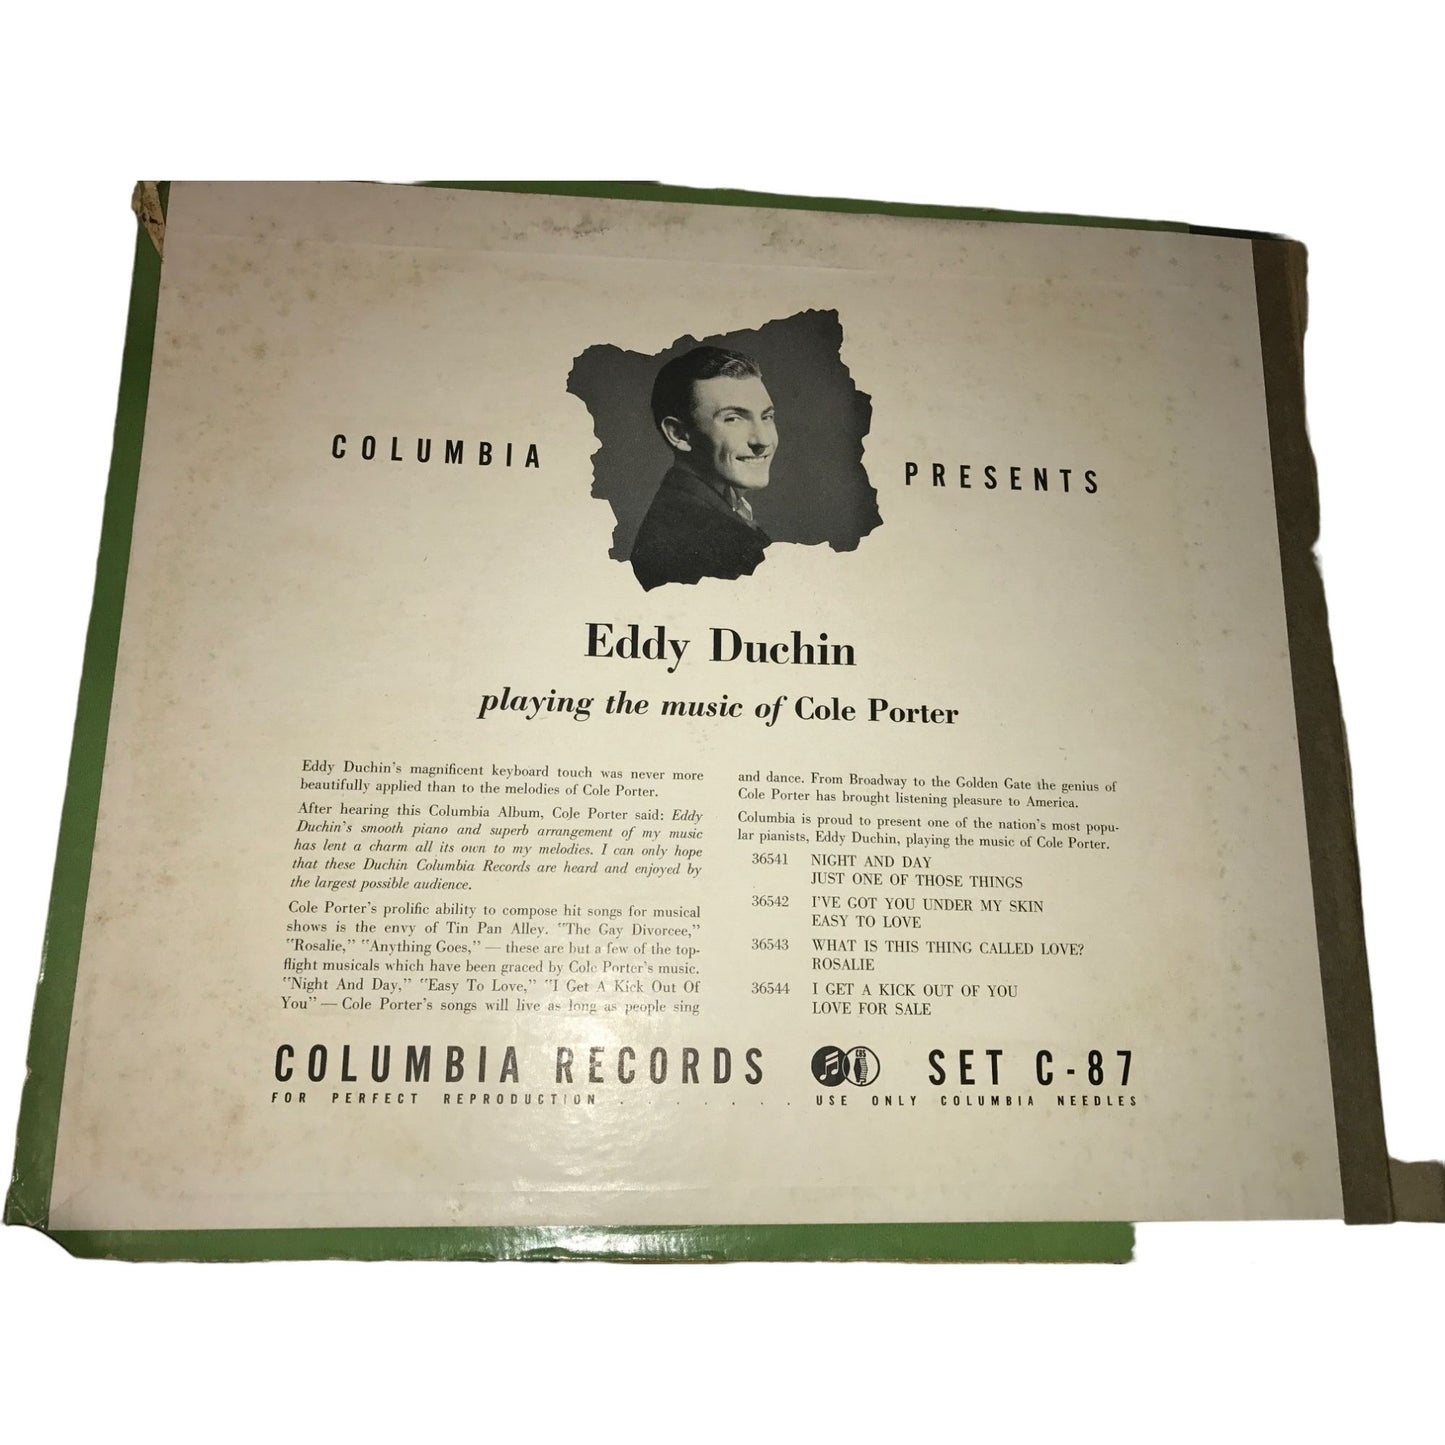 COLUMBIA PRESENTS
Eddy Duchin
playing the music of Cole Porter
Eddy Duchin's magnificent keyboard touch was never more
beautifully applied than to the melodies of Cole Porter.
After hearing this Columbia Album, Cole Porter said: Eddy
Duchin's smooth piano and superb arrangement of my music
has lent a charm all its own to my melodies. I can only hope
that these Duchin Columbia Records are heard and enjoyed by
the largest possible audience.
Cole Porter's prolific ability to compose hit songs for musical
shows is the envy of Tin Pan Alley. "The Gay Divorcee,"
"Rosalie," "Anything Goes," — these are but a few of the top-
flight musicals which have been graced by Cole Porter's music.
"Night And Day," "Easy To Love," "I Get A Kick Out Of
You" — Cole Porter's songs will live as long as people sing
and dance. From Broadway to the Golden Gate the genius of
Cole Porter has brought listening pleasure to America.
Columbia is proud to present one of the nation's most popu-
lar pianists, Eddy Duchin, playing the music of Cole Porter.
36541 NIGHT AND DAY
JUST ONE OF THOSE THINGS
36542 I'VE GOT YOU UNDER MY SKIN
EASY TO LOVE
36543 WHAT IS THIS THING CALLED LOVE?
ROSALIE
36544 I GET A KICK OUT OF YOU
LOVE FOR SALE
COLUMBIA RECORDS CBS SET C-87
FOR PERFECT REPRODUCTION . . . . . . . USE ONLY COLUMBIA NEEDLES